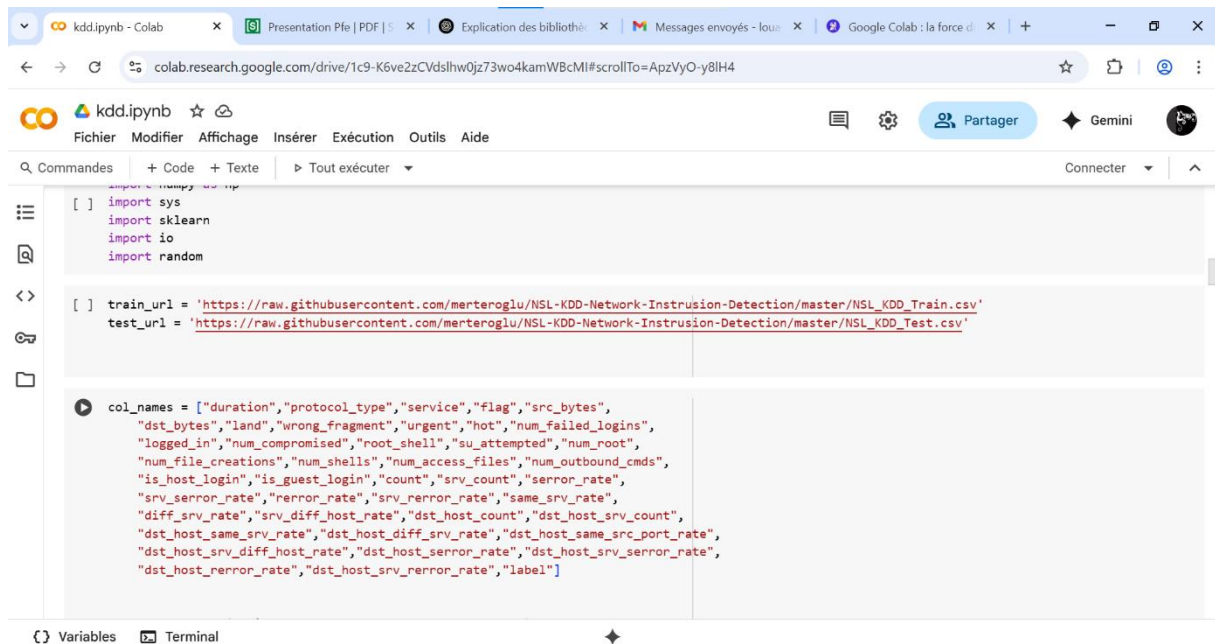 kdd.ipynb - Colab
Presentation Pfe | PDF | S
Explication des bibliothè
Messages envoyés - loua
Google Colab : la force d
colab.research.google.com/drive/1c9-K6ve2zCVdslhw0jz73wo4kamWBcMI#scrollTo=ApzVyO-y8lH4
CO kdd.ipynb
Fichier Modifier Affichage Insérer Exécution Outils Aide
Partager
Gemini
Commandes + Code + Texte Tout exécuter
Connecter
import numpy as np
[ ] import sys
import sklearn
import io
import random
[ ] train_url = 'https://raw.githubusercontent.com/merteroglu/NSL-KDD-Network-Instrusion-Detection/master/NSL_KDD_Train.csv'
test_url = 'https://raw.githubusercontent.com/merteroglu/NSL-KDD-Network-Instrusion-Detection/master/NSL_KDD_Test.csv'
col_names = ["duration","protocol_type","service","flag","src_bytes",
"dst_bytes","land","wrong_fragment","urgent","hot","num_failed_logins",
"logged_in","num_compromised","root_shell","su_attempted","num_root",
"num_file_creations","num_shells","num_access_files","num_outbound_cmds",
"is_host_login","is_guest_login","count","srv_count","serror_rate",
"srv_serror_rate","rerror_rate","srv_rerror_rate","same_srv_rate",
"diff_srv_rate","srv_diff_host_rate","dst_host_count","dst_host_srv_count",
"dst_host_same_srv_rate","dst_host_diff_srv_rate","dst_host_same_src_port_rate",
"dst_host_srv_diff_host_rate","dst_host_serror_rate","dst_host_srv_serror_rate",
"dst_host_rerror_rate","dst_host_srv_rerror_rate","label"]
{} Variables Terminal